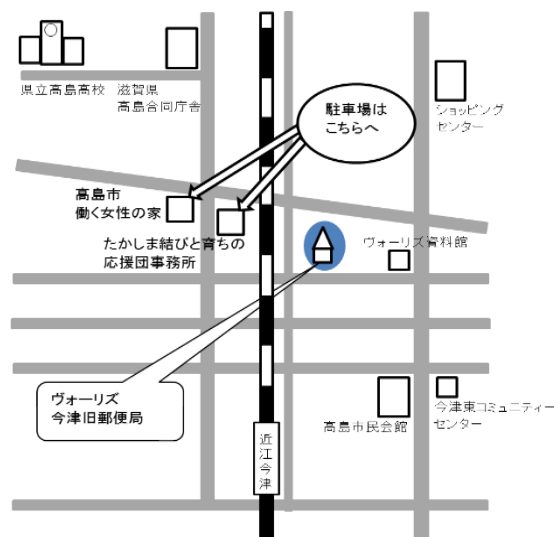 県立高島高校
滋賀県
高島合同庁舎
駐車場は
こちらへ
ショッピング
センター
高島市
働く女性の家
たかしま結びと育ちの
応援団事務所
ヴォーリズ資料館
ヴォーリズ
今津旧郵便局
近江今津
高島市民会館
今津東コミュニティー
センター